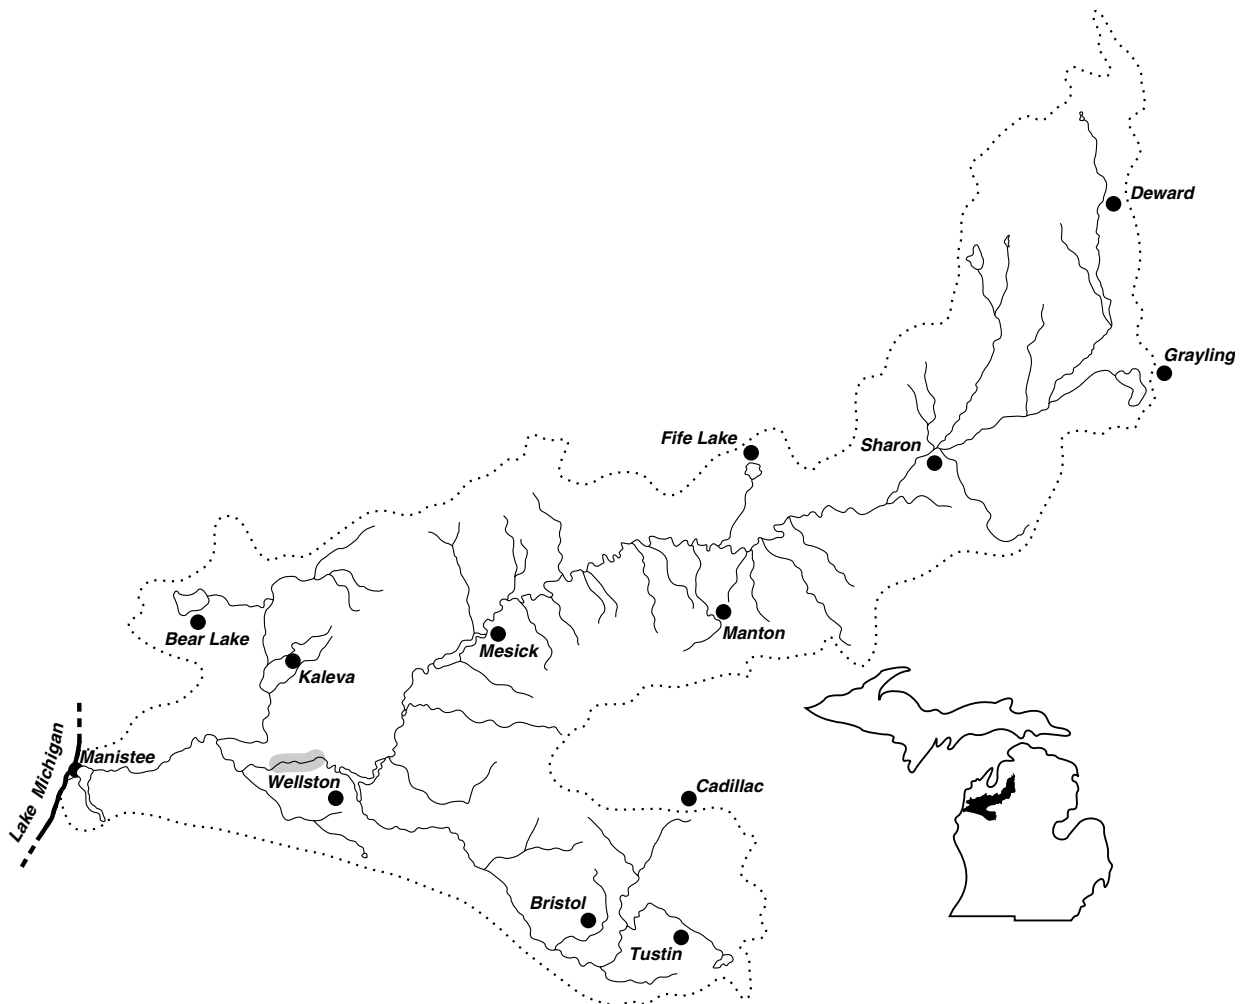 Deward
Grayling
Fife Lake
Sharon
Bear Lake
Manton
Mesick
Kaleva
Lake Michigan
Manistee
Wellston
Cadillac
Bristol
Tustin